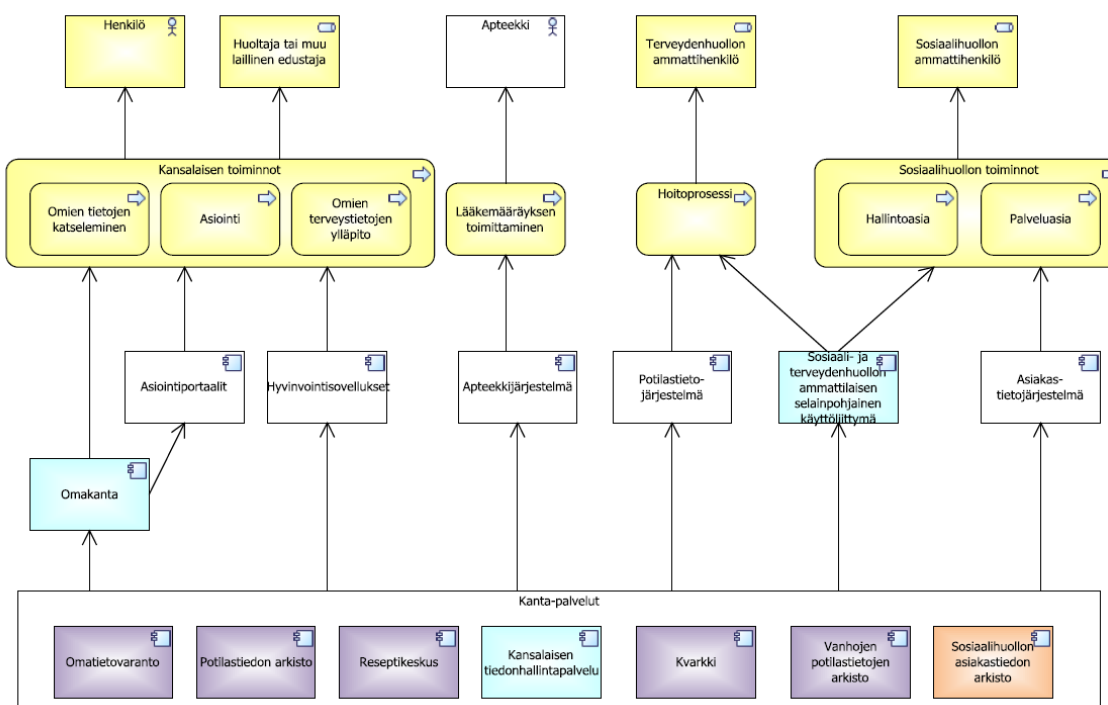 Henkilö
Huoltaja tai muu
laillinen edustaja
Apteekki
Terveydenhuollon
ammattihenkilö
Sosiaalihuollon
ammattihenkilö
Kansalaisen toiminnot
Omien tietojen
katseleminen
Asiointi
Omien
terveystietojen
ylläpito
Lääkemääräyksen
toimittaminen
Hoitoprosessi
Sosiaalihuollon toiminnot
Hallintoasia
Palveluasia
Asiointiportaalit
Hyvinvointisovellukset
Apteekkijärjestelmä
Potilastieto-
järjestelmä
Sosiaali- ja
terveydenhuollon
ammattilaisen
selainpohjainen
käyttöliittymä
Asiakas-
tietojärjestelmä
Omakanta
Kanta-palvelut
Omatietovaranto
Potilastiedon arkisto
Reseptikeskus
Kansalaisen
tiedonhallintapalvelu
Kvarkki
Vanhojen
potilastietojen
arkisto
Sosiaalihuollon
asiakastiedon
arkisto